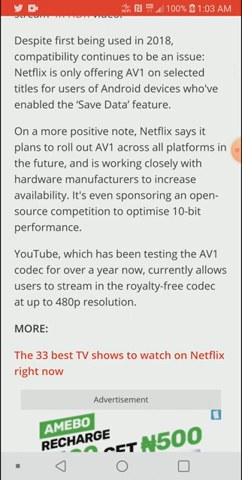 100% 1:03 AM
stream in HDR video.
Despite first being used in 2018,
compatibility continues to be an issue:
Netflix is only offering AV1 on selected
titles for users of Android devices who've
enabled the 'Save Data' feature.
On a more positive note, Netflix says it
plans to roll out AV1 across all platforms in
the future, and is working closely with
hardware manufacturers to increase
availability. It's even sponsoring an open-
source competition to optimise 10-bit
performance.
YouTube, which has been testing the AV1
codec for over a year now, currently allows
users to stream in the royalty-free codec
at up to 480p resolution.
MORE:
The 33 best TV shows to watch on Netflix
right now
Advertisement
AMEBO
RECHARGE
GET ₦500